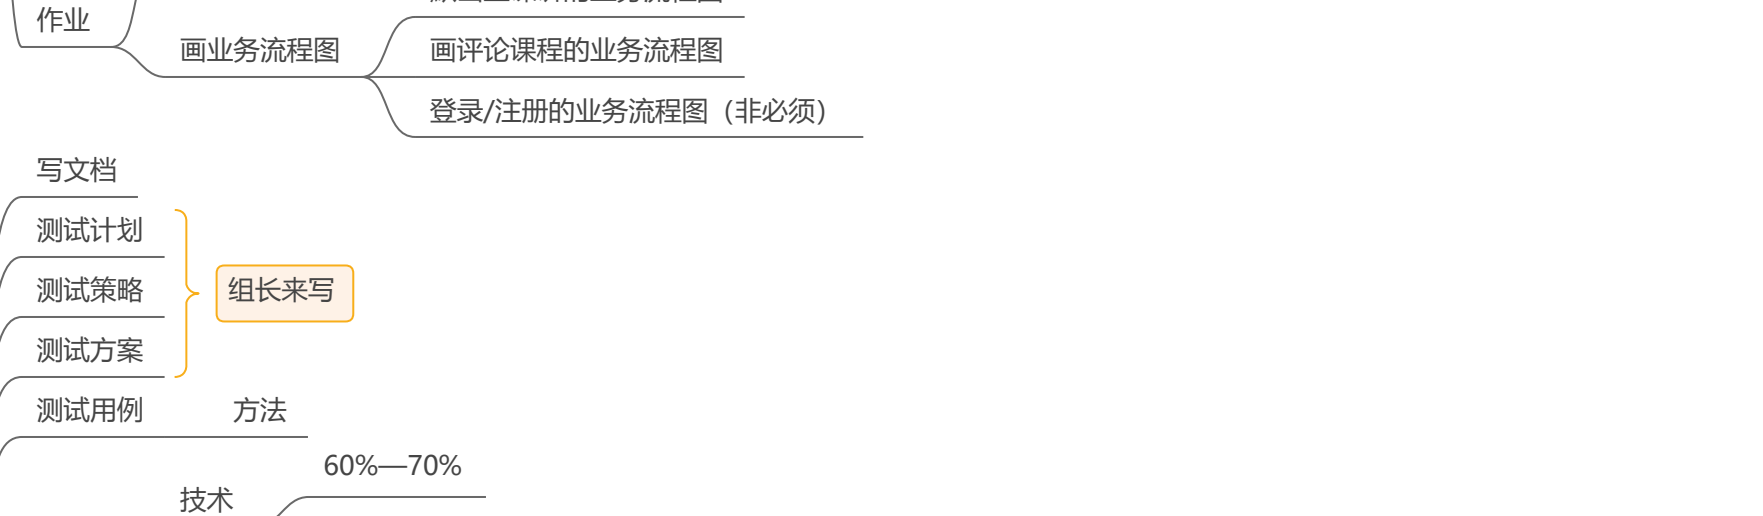 作业
画业务流程图
画评论课程的业务流程图
登录/注册的业务流程图（非必须）
写文档
测试计划
测试策略
组长来写
测试方案
测试用例
方法
60%—70%
技术